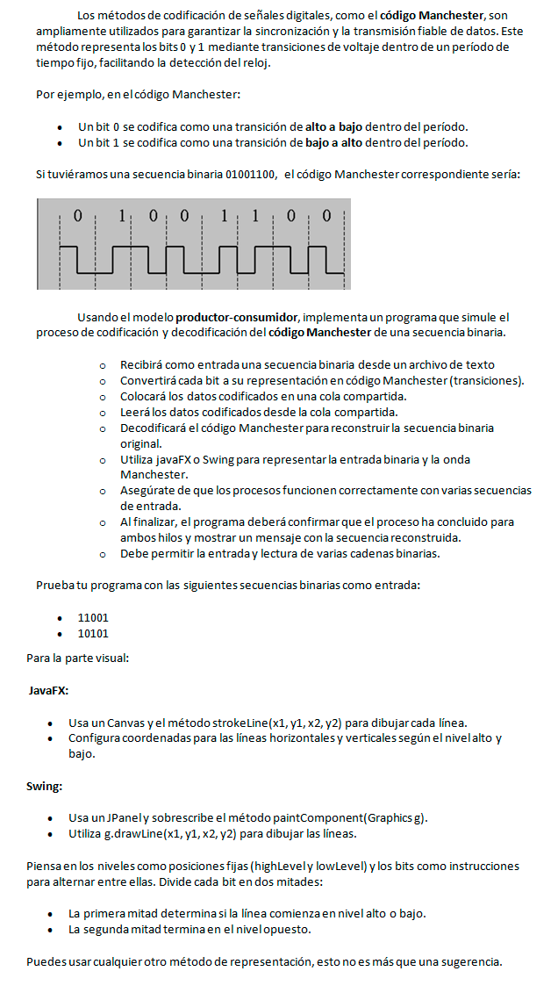 Los métodos de codificación de señales digitales, como el código Manchester, son
ampliamente utilizados para garantizar la sincronización y la transmisión fiable de datos. Este
método representa los bits 0 y 1 mediante transiciones de voltaje dentro de un período de
tiempo fijo, facilitando la detección del reloj.
Por ejemplo, en el código Manchester:
• Un bit 0 se codifica como una transición de alto a bajo dentro del período.
• Un bit 1 se codifica como una transición de bajo a alto dentro del período.
Si tuviéramos una secuencia binaria 01001100, el código Manchester correspondiente sería:
0 1 0 0 1 1 0 0
Usando el modelo productor-consumidor, implementa un programa que simule el
proceso de codificación y decodificación del código Manchester de una secuencia binaria.
o Recibirá como entrada una secuencia binaria desde un archivo de texto
o Convertirá cada bit a su representación en código Manchester (transiciones).
o Colocará los datos codificados en una cola compartida.
o Leerá los datos codificados desde la cola compartida.
o Decodificará el código Manchester para reconstruir la secuencia binaria
original.
o Utiliza javaFX o Swing para representar la entrada binaria y la onda
Manchester.
o Asegúrate de que los procesos funcionen correctamente con varias secuencias
de entrada.
o Al finalizar, el programa deberá confirmar que el proceso ha concluido para
ambos hilos y mostrar un mensaje con la secuencia reconstruida.
o Debe permitir la entrada y lectura de varias cadenas binarias.
Prueba tu programa con las siguientes secuencias binarias como entrada:
• 11001
• 10101
Para la parte visual:
JavaFX:
• Usa un Canvas y el método strokeLine(x1, y1, x2, y2) para dibujar cada línea.
• Configura coordenadas para las líneas horizontales y verticales según el nivel alto y
bajo.
Swing:
• Usa un JPanel y sobrescribe el método paintComponent(Graphics g).
• Utiliza g.drawLine(x1, y1, x2, y2) para dibujar las líneas.
Piensa en los niveles como posiciones fijas (highLevel y lowLevel) y los bits como instrucciones
para alternar entre ellas. Divide cada bit en dos mitades:
• La primera mitad determina si la línea comienza en nivel alto o bajo.
• La segunda mitad termina en el nivel opuesto.
Puedes usar cualquier otro método de representación, esto no es más que una sugerencia.